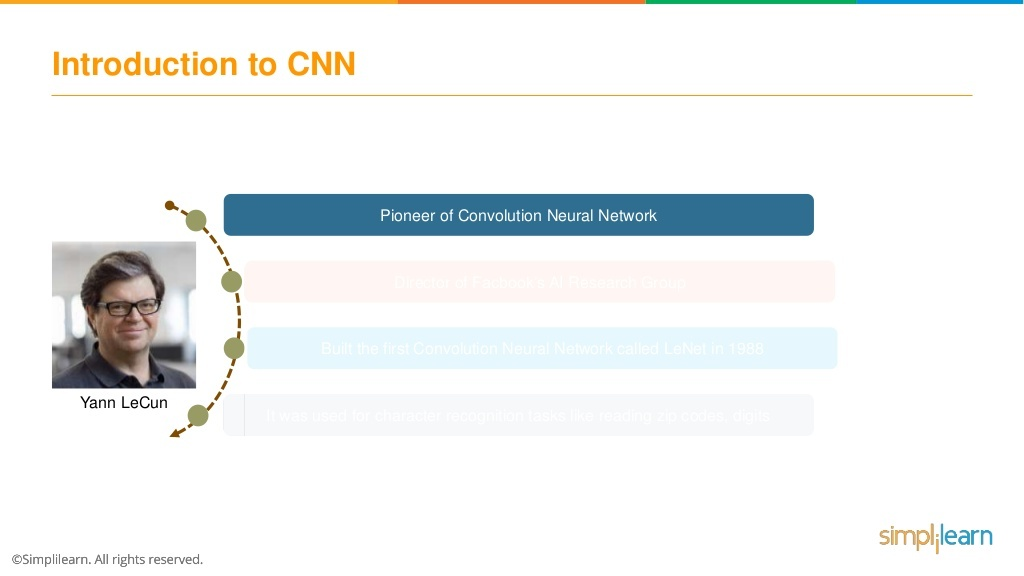 Introduction to CNN
Pioneer of Convolution Neural Network
Director of Facbook's AI Research Group
Built the first Convolution Neural Network called LeNet in 1988
It was used for character recognition tasks like reading zip codes, digits
Yann LeCun
©Simplilearn. All rights reserved.
simplilearn